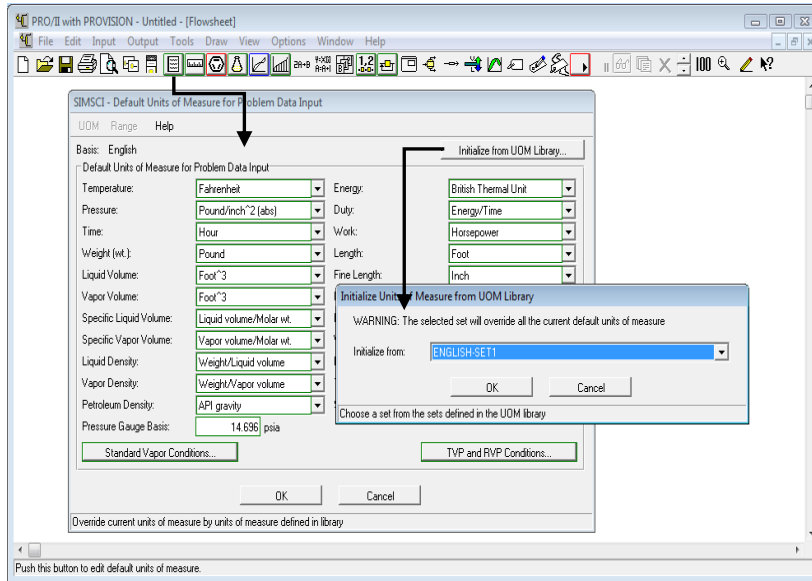 PRO/II with PROVISION - Untitled - [Flowsheet]
File Edit Input Output Tools Draw View Options Window Help
1.2 100
SIMSCI - Default Units of Measure for Problem Data Input
UOM Range Help
Basis: English Initialize from UOM Library...
Default Units of Measure for Problem Data Input
Temperature: Fahrenheit Energy: British Thermal Unit
Pressure: Pound/inch^2 (abs) Duty: Energy/Time
Time: Hour Work: Horsepower
Weight (wt.): Pound Length: Foot
Liquid Volume: Foot^3 Fine Length: Inch
Vapor Volume: Foot^3
Specific Liquid Volume: Liquid volume/Molar wt.
Specific Vapor Volume: Vapor volume/Molar wt.
Liquid Density: Weight/Liquid volume
Vapor Density: Weight/Vapor volume
Petroleum Density: API gravity
Pressure Gauge Basis: 14.696 psia
Initialize Units of Measure from UOM Library
WARNING: The selected set will override all the current default units of measure
Initialize from: ENGLISH-SET1
OK Cancel
Choose a set from the sets defined in the UOM library
Standard Vapor Conditions... TVP and RVP Conditions...
OK Cancel
Override current units of measure by units of measure defined in library
Push this button to edit default units of measure.